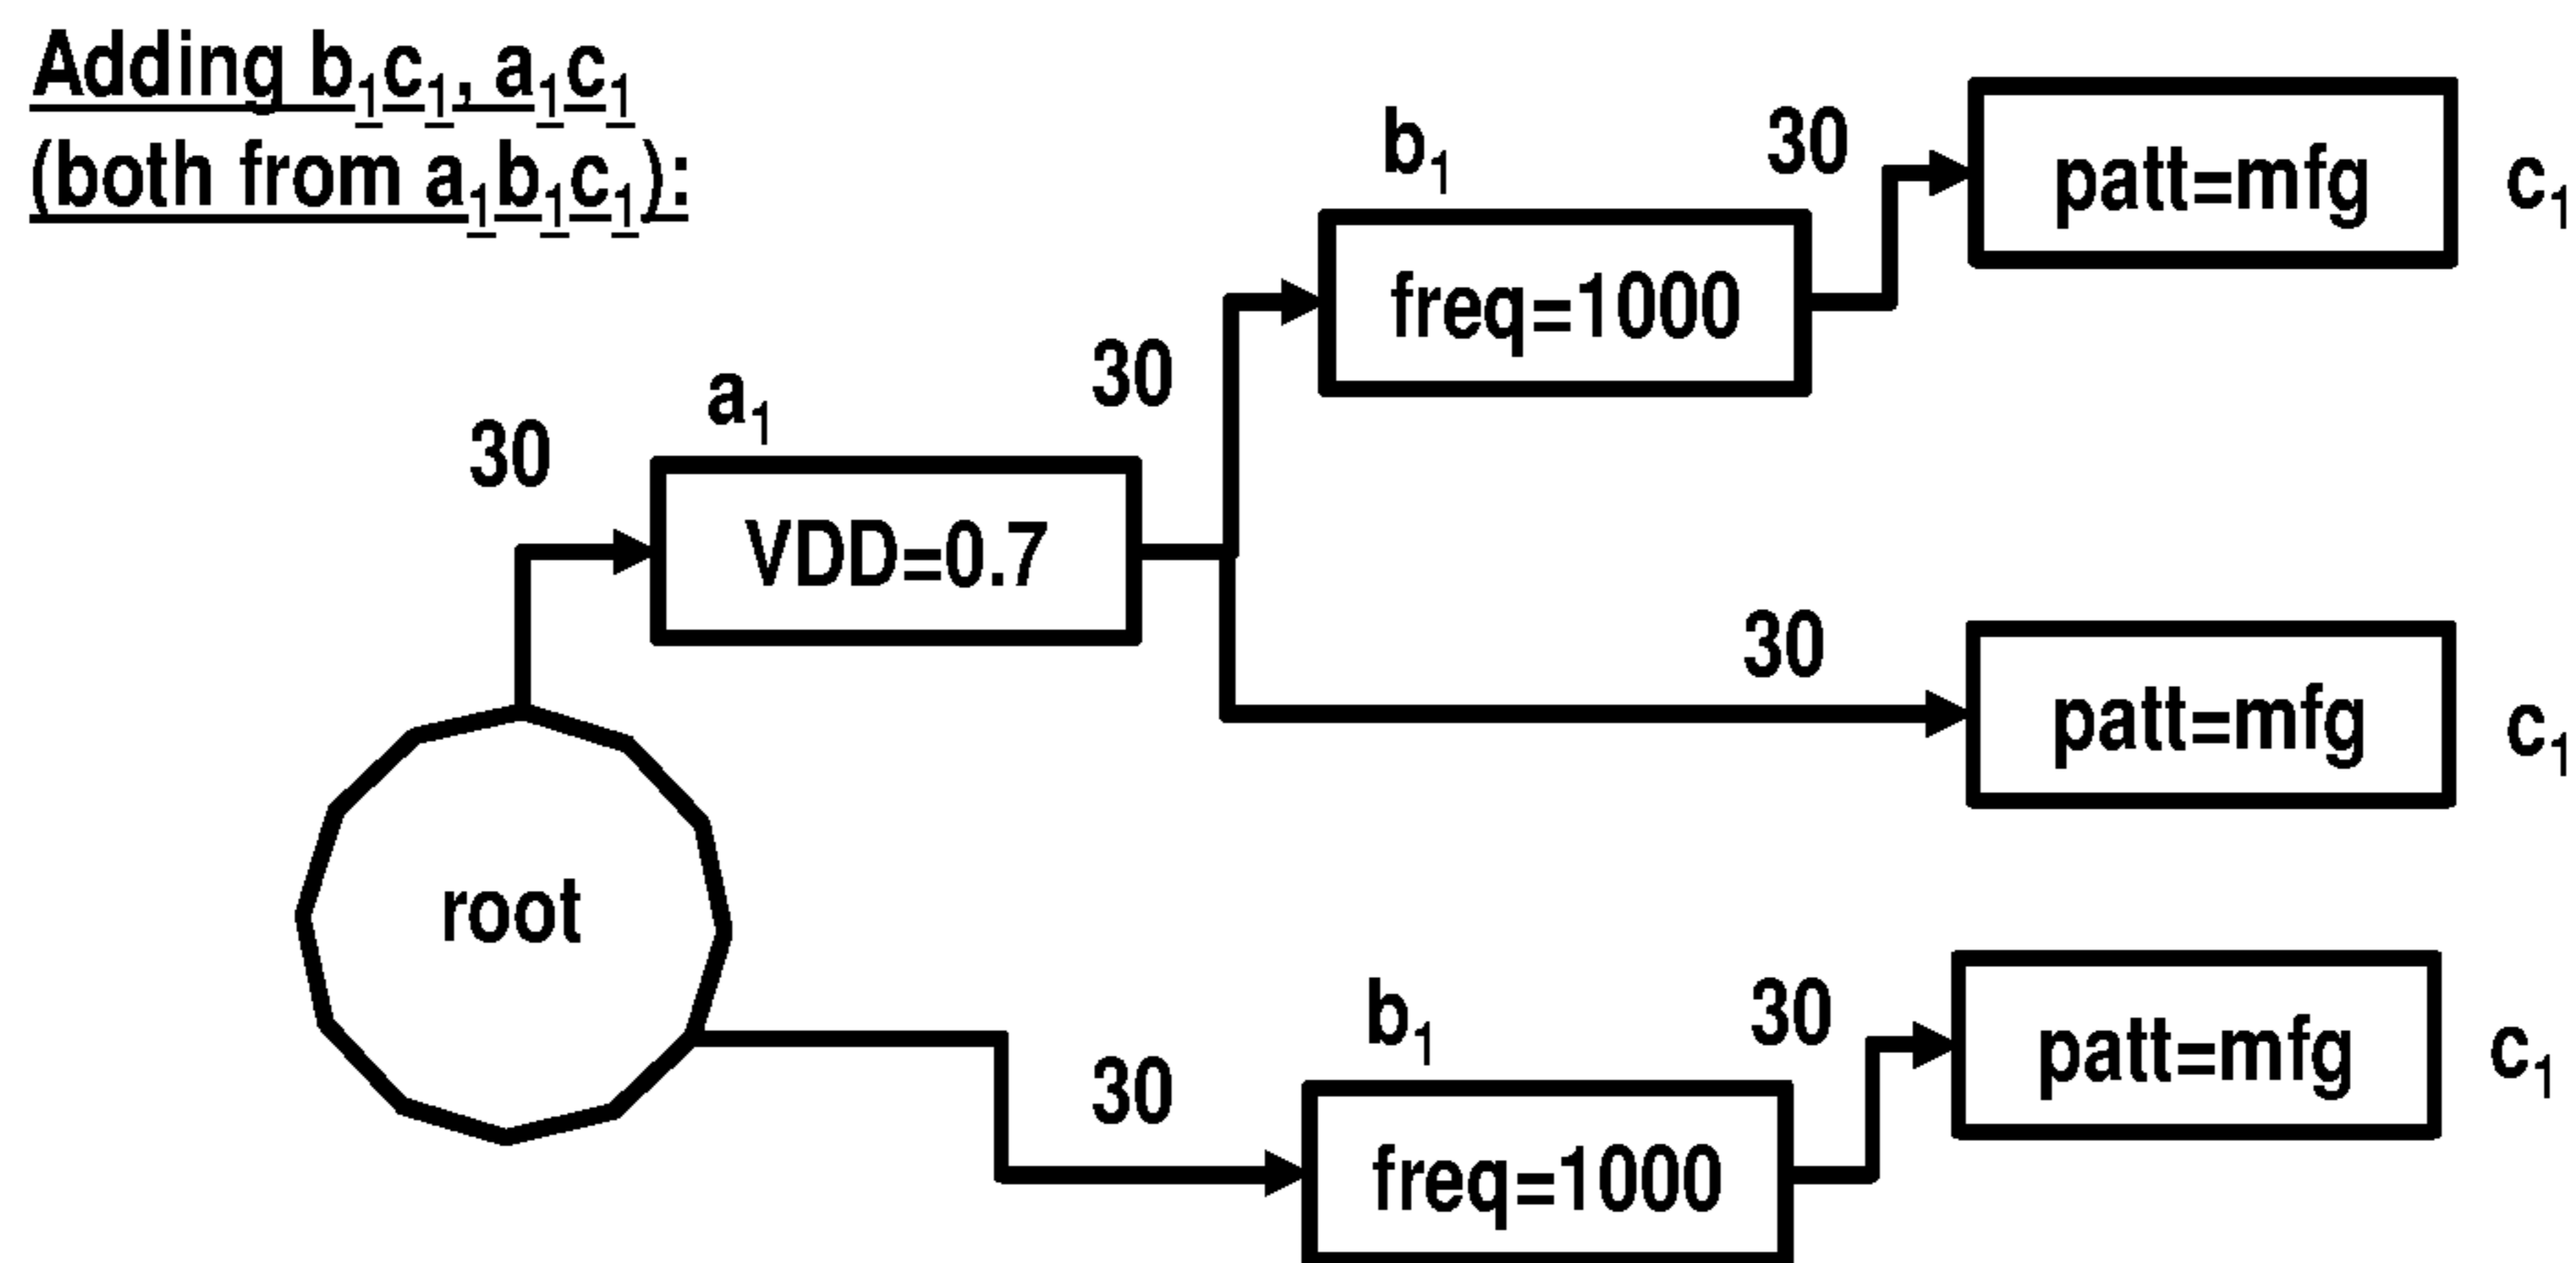 Adding b₁c₁, a₁c₁
(both from a₁b₁c₁):
b₁
30
patt=mfg
c₁
freq=1000
30
a₁
30
VDD=0.7
30
patt=mfg
c₁
root
b₁
30
patt=mfg
c₁
30
freq=1000